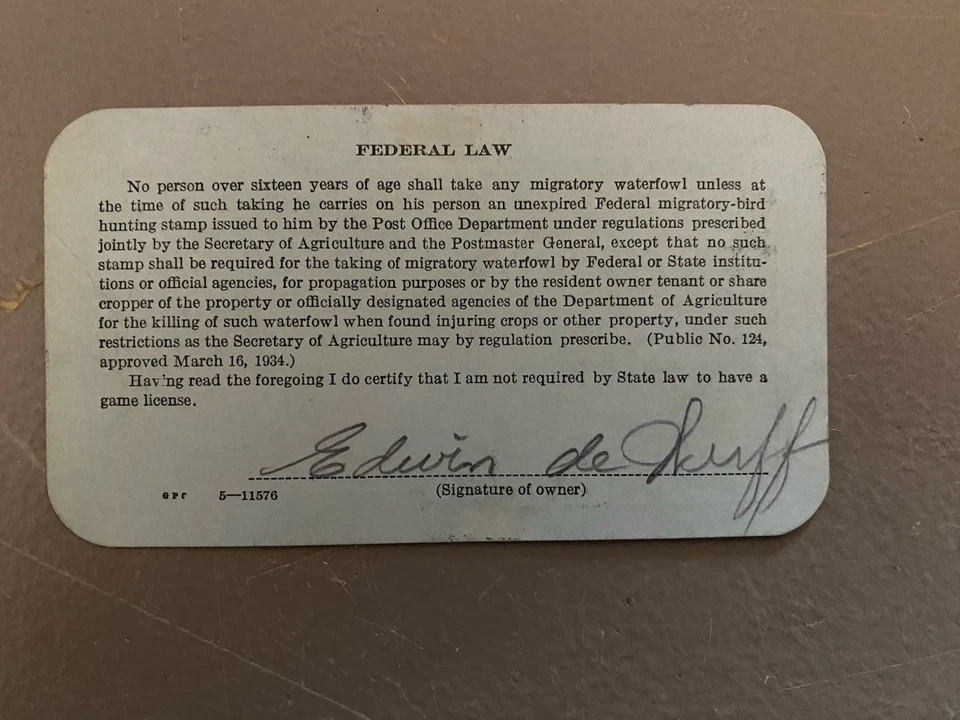 FEDERAL LAW
No person over sixteen years of age shall take any migratory waterfowl unless at
the time of such taking he carries on his person an unexpired Federal migratory-bird
hunting stamp issued to him by the Post Office Department under regulations prescribed
jointly by the Secretary of Agriculture and the Postmaster General, except that no such
stamp shall be required for the taking of migratory waterfowl by Federal or State institu-
tions or official agencies, for propagation purposes or by the resident owner tenant or share
cropper of the property or officially designated agencies of the Department of Agriculture
for the killing of such waterfowl when found injuring crops or other property, under such
restrictions as the Secretary of Agriculture may by regulation prescribe. (Public No. 124,
approved March 16, 1934.)
Having read the foregoing I do certify that I am not required by State law to have a
game license.
Edwin de
(Signature of owner)
5—11576